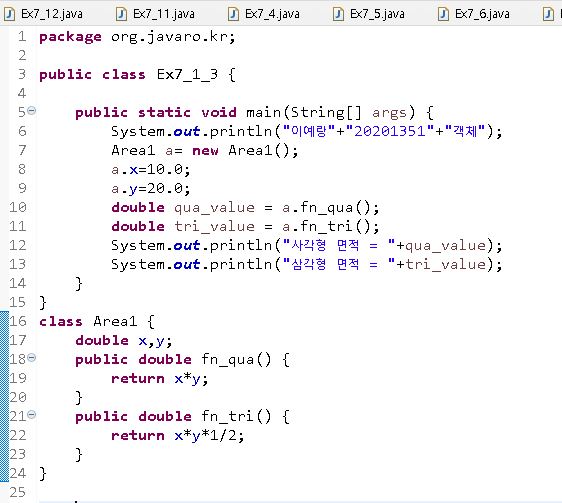 Ex7_12.java Ex7_11.java Ex7_4.java Ex7_5.java Ex7_6.java
1 package org.javaro.kr;
2
3 public class Ex7_1_3 {
4
5 public static void main(String[] args) {
6 System.out.println("이예랑"+"20201351"+"객체");
7 Area1 a= new Area1();
8 a.x=10.0;
9 a.y=20.0;
10 double qua_value = a.fn_qua();
11 double tri_value = a.fn_tri();
12 System.out.println("사각형 면적 = "+qua_value);
13 System.out.println("삼각형 면적 = "+tri_value);
14 }
15 }
16 class Area1 {
17 double x,y;
18 public double fn_qua() {
19 return x*y;
20 }
21 public double fn_tri() {
22 return x*y*1/2;
23 }
24 }
25